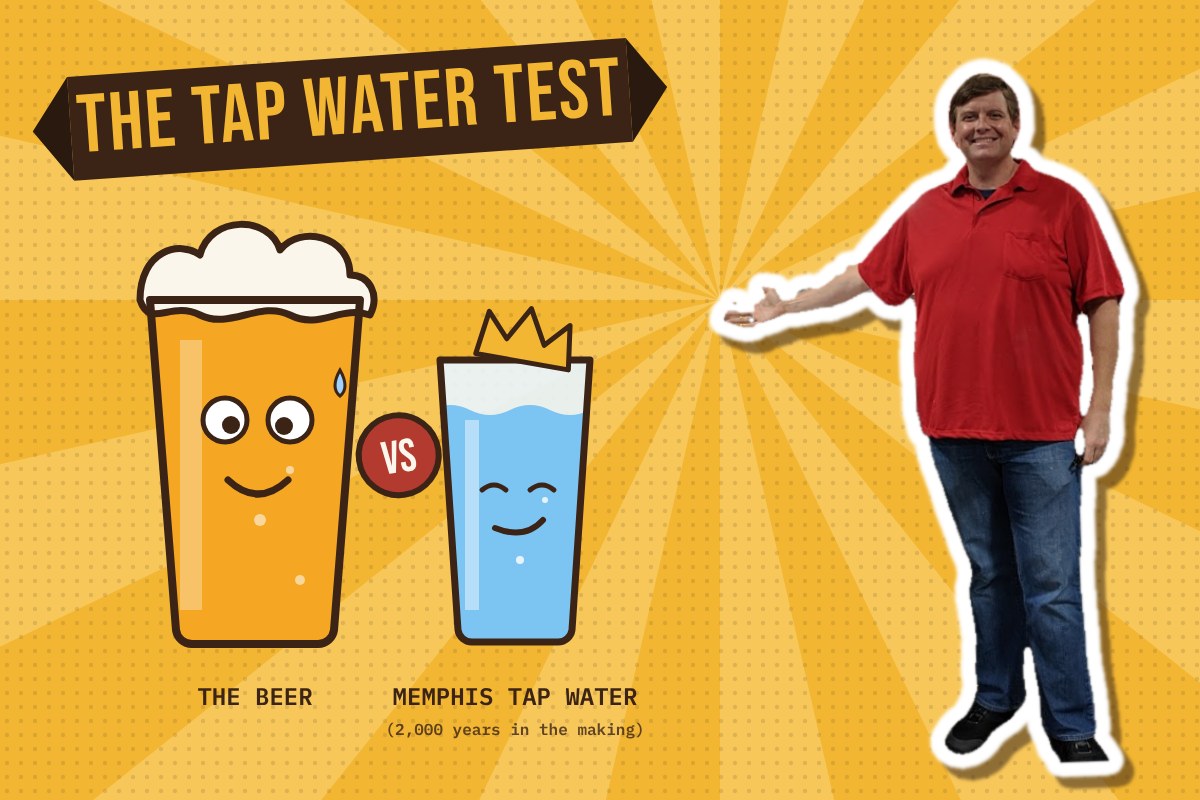 THE TAP WATER TEST
VS
THE BEER
MEMPHIS TAP WATER
(2,000 years in the making)